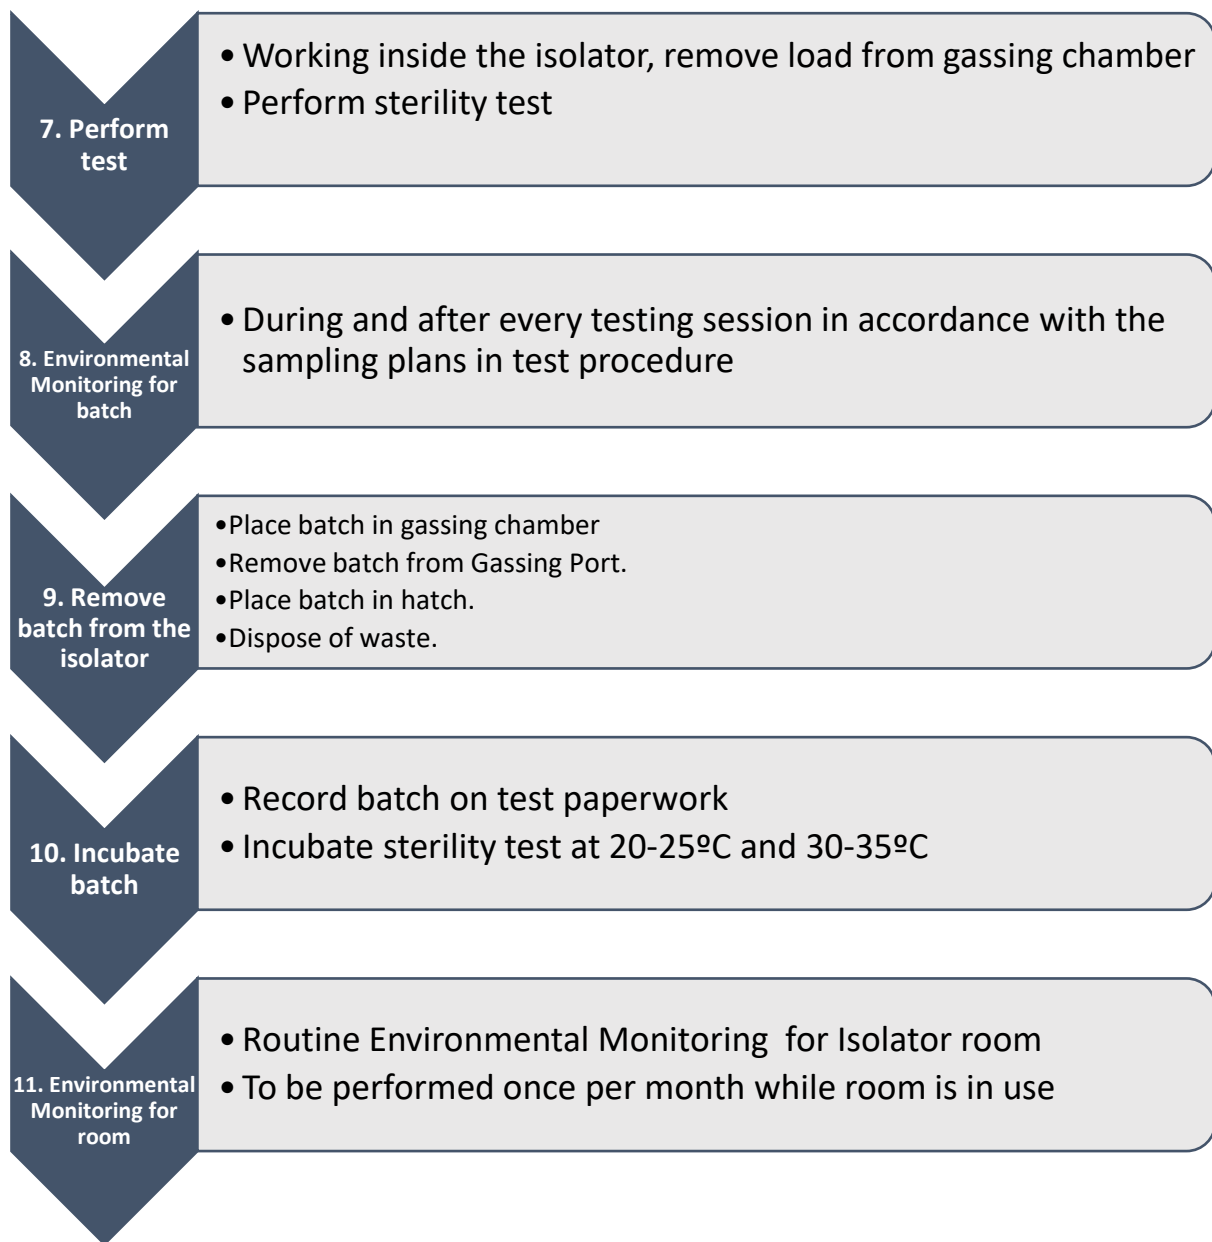 7. Perform
test
• Working inside the isolator, remove load from gassing chamber
• Perform sterility test
8. Environmental
Monitoring for
batch
• During and after every testing session in accordance with the
sampling plans in test procedure
9. Remove
batch from the
isolator
•Place batch in gassing chamber
•Remove batch from Gassing Port.
•Place batch in hatch.
•Dispose of waste.
10. Incubate
batch
• Record batch on test paperwork
• Incubate sterility test at 20-25ºC and 30-35ºC
11. Environmental
Monitoring for
room
• Routine Environmental Monitoring for Isolator room
• To be performed once per month while room is in use